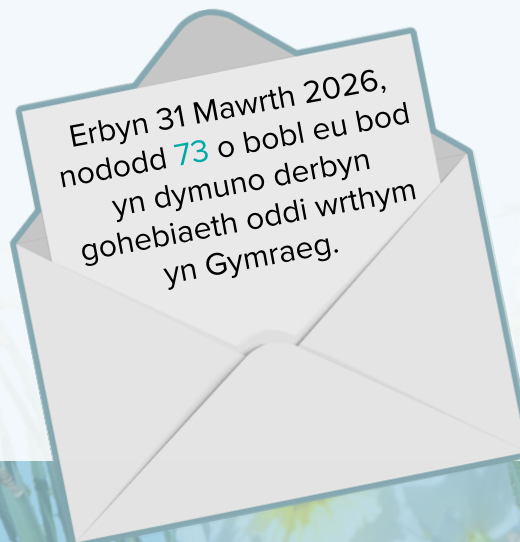 Erbyn 31 Mawrth 2026,
nododd 73 o bobl eu bod
yn dymuno derbyn
gohebiaeth oddi wrthym
yn Gymraeg.